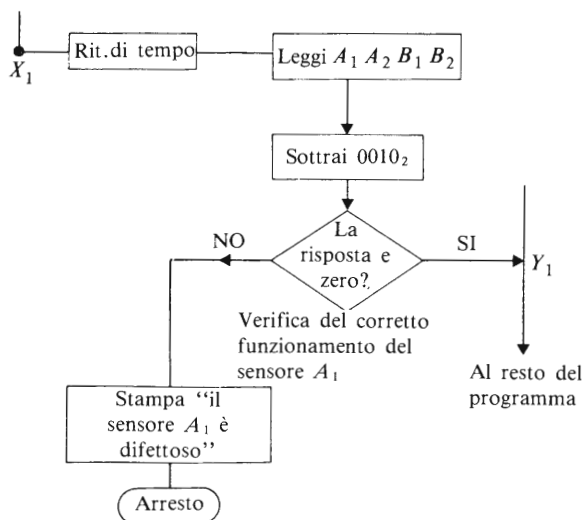 X₁
Rit.di tempo
Leggi A₁ A₂ B₁ B₂
Sottrai 0010₂
La
risposta e
zero?
NO
SI
Y₁
Verifica del corretto
funzionamento del
sensore A₁
Al resto del
programma
Stampa “il
sensore A₁ è
difettoso”
Arresto